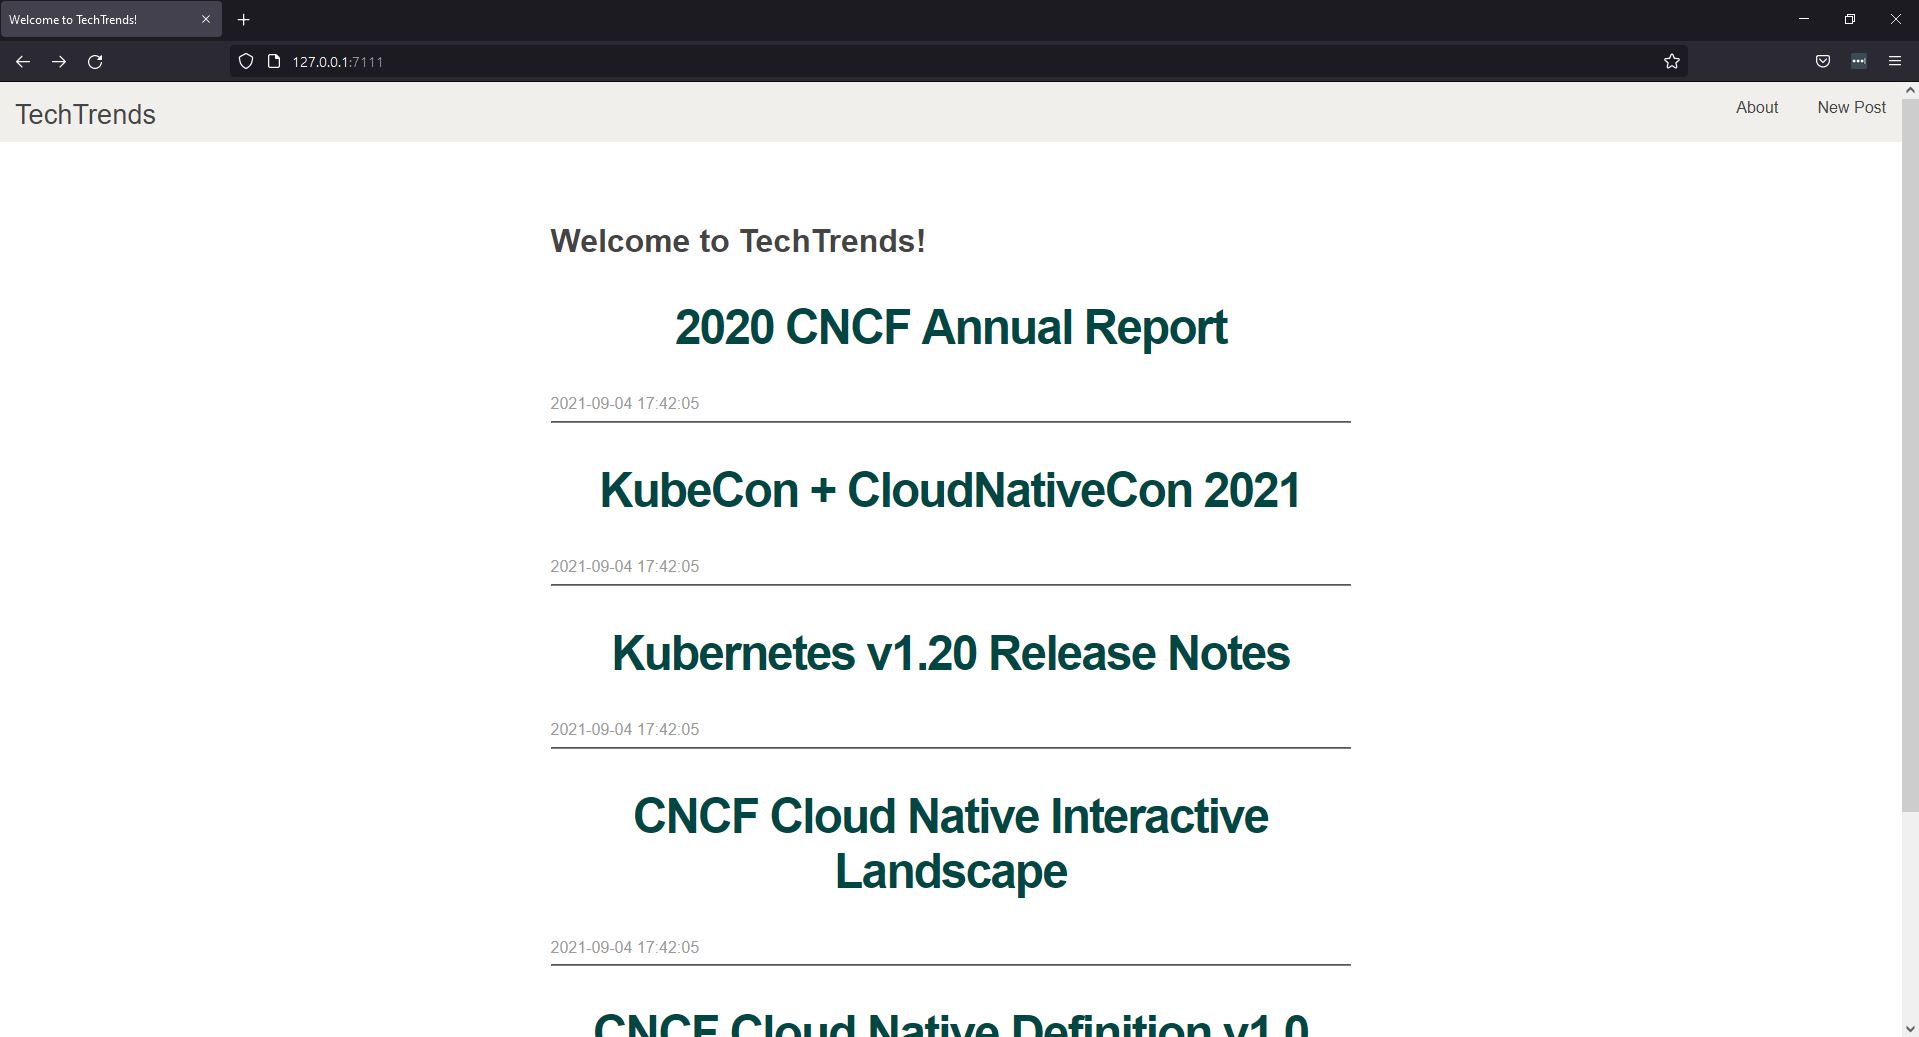 Welcome to TechTrends!
127.0.0.1:7111
TechTrends
About
New Post
Welcome to TechTrends!
2020 CNCF Annual Report
2021-09-04 17:42:05
KubeCon + CloudNativeCon 2021
2021-09-04 17:42:05
Kubernetes v1.20 Release Notes
2021-09-04 17:42:05
CNCF Cloud Native Interactive
Landscape
2021-09-04 17:42:05
CNCF Cloud Native Definition v1.0